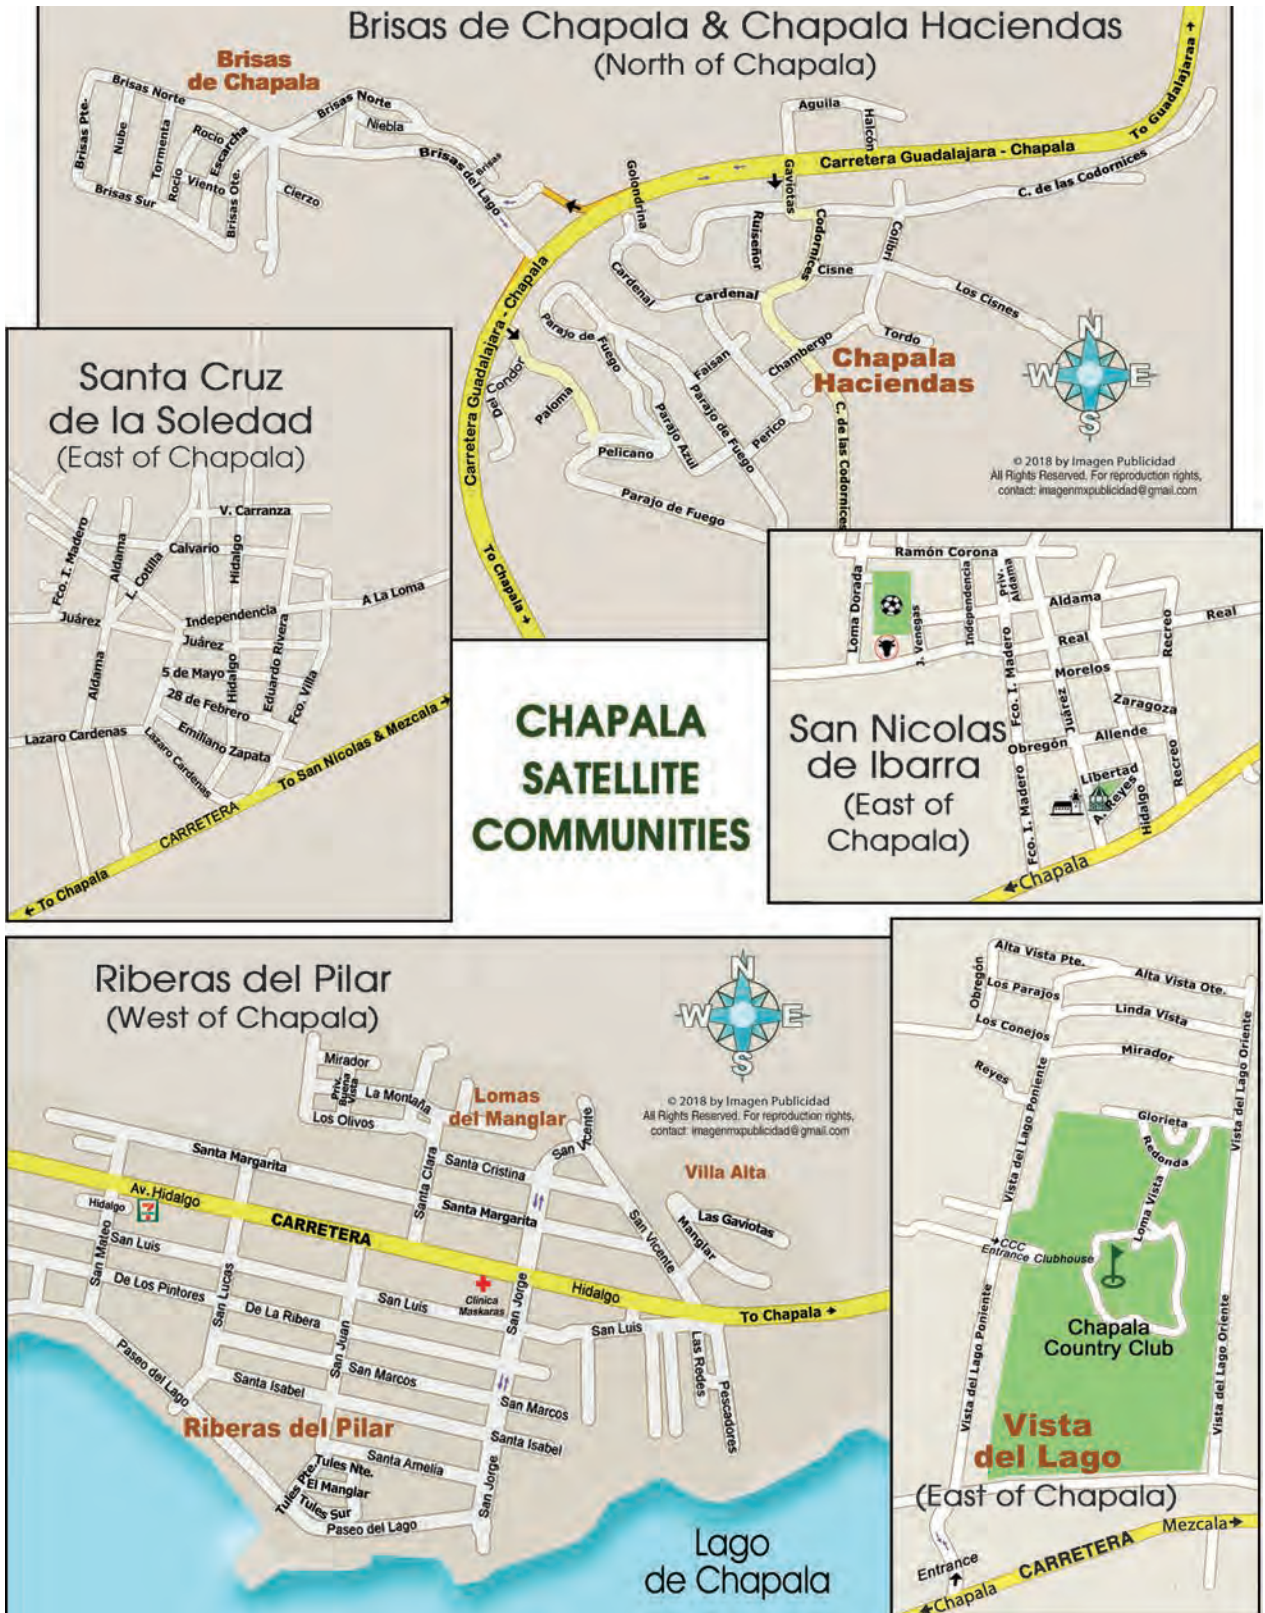 Brisas de Chapala & Chapala Haciendas
(North of Chapala)
Brisas
de Chapala
Brisas Norte
Brisas Pte.
Nube
Tormenta
Rocio
Escarcha
Rocio
Viento
Brisas Ote.
Brisas Sur
Cierzo
Brisas Norte
Niebla
Brisas del Lago
Brisas
Golondrina
Aguila
Halcón
Gaviotas
Carretera Guadalajara - Chapala
To Guadalajaraa
C. de las Codornices
Ruiseñor
Codornices
Colibri
Cisne
Los Cisnes
Cardenal
Cardenal
Carretera Guadalajara - Chapala
Parajo de Fuego
Faisan
Chambergo
Tordo
Chapala
Haciendas
Del Condor
Paloma
Pelicano
Parajo Azul
Parajo de Fuego
Perico
C. de las Codornices
Parajo de Fuego
To Chapala
N
W E
S
© 2018 by Imagen Publicidad
All Rights Reserved. For reproduction rights,
contact: imagenmxpublicidad@gmail.com
Santa Cruz
de la Soledad
(East of Chapala)
V. Carranza
Fco. I. Madero
Aldama
L. Cotilla
Calvario
Hidalgo
Independencia
A La Loma
Juárez
Juárez
5 de Mayo
Hidalgo
Eduardo Rivera
Fco. Villa
Aldama
28 de Febrero
Emiliano Zapata
Lazaro Cardenas
Lazaro Cardenas
To San Nicolas & Mezcala
CARRETERA
To Chapala
CHAPALA
SATELLITE
COMMUNITIES
Ramón Corona
Loma Dorada
J. Venegas
Independencia
Priv. Aldama
Aldama
Real
Real
Recreo
Fco. I. Madero
Morelos
Juárez
Zaragoza
Allende
Obregón
Recreo
Libertad
A. Reyes
Hidalgo
Fco. I. Madero
Chapala
San Nicolas
de Ibarra
(East of
Chapala)
Riberas del Pilar
(West of Chapala)
Mirador
Priv. Buena Vista
La Montaña
Los Olivos
Lomas
del Manglar
San Vicente
Santa Margarita
Santa Clara
Santa Cristina
Santa Margarita
Villa Alta
Las Gaviotas
Manglar
San Vicente
Av. Hidalgo
Hidalgo
7
CARRETERA
San Mateo
San Luis
San Lucas
De Los Pintores
De La Ribera
San Luis
San Juan
Clinica
Maskaras
San Jorge
Hidalgo
To Chapala
San Luis
Las Redes
Pescadores
Paseo del Lago
Santa Isabel
San Marcos
San Marcos
Santa Isabel
Riberas del Pilar
Santa Amelia
Tules Pte.
Tules Nte.
El Manglar
Tules Sur
Paseo del Lago
San Jorge
Lago
de Chapala
N
W E
S
© 2018 by Imagen Publicidad
All Rights Reserved. For reproduction rights,
contact: imagenmxpublicidad@gmail.com
Alta Vista Pte.
Alta Vista Ote.
Obregón
Los Parajos
Los Conejos
Reyes
Linda Vista
Mirador
Vista del Lago Poniente
Vista del Lago Oriente
Glorieta
Redonda
Loma Vista
CCC
Entrance Clubhouse
Chapala
Country Club
Vista del Lago Poniente
Vista del Lago Oriente
Vista
del Lago
(East of Chapala)
Entrance
Mezcala
CARRETERA
Chapala